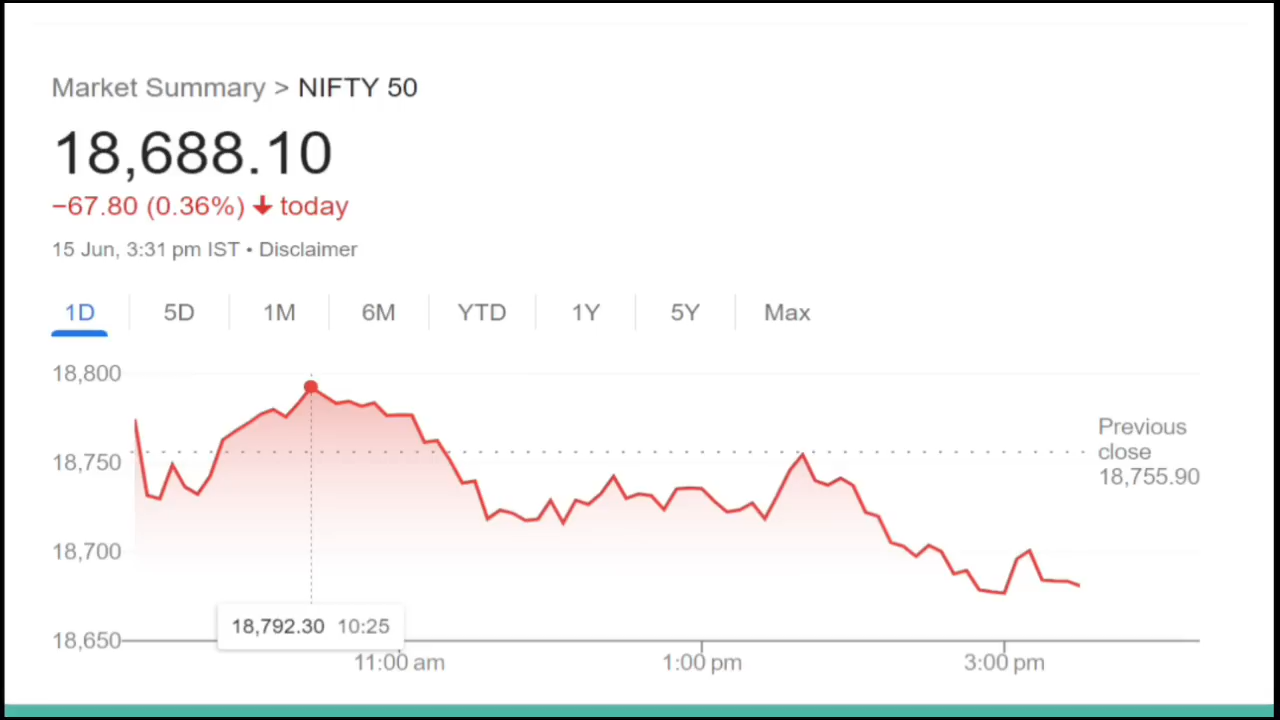 Market Summary > NIFTY 50
18,688.10
−67.80 (0.36%) ↓ today
15 Jun, 3:31 pm IST • Disclaimer
1D 5D 1M 6M YTD 1Y 5Y Max
18,800
Previous
close
18,755.90
18,750
18,700
18,792.30 10:25
18,650
11:00 am 1:00 pm 3:00 pm